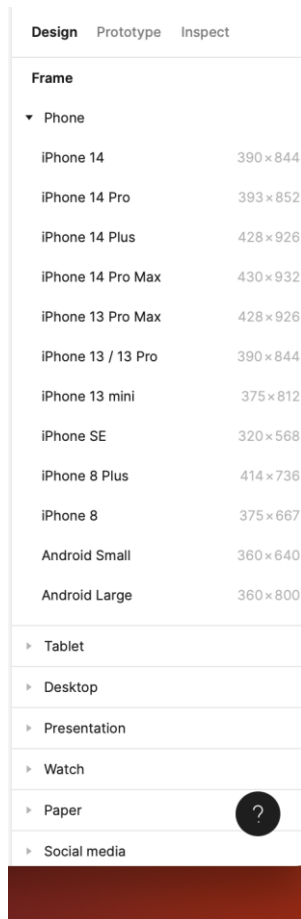 Design Prototype Inspect
Frame
Phone
iPhone 14 390×844
iPhone 14 Pro 393×852
iPhone 14 Plus 428×926
iPhone 14 Pro Max 430×932
iPhone 13 Pro Max 428×926
iPhone 13 / 13 Pro 390×844
iPhone 13 mini 375×812
iPhone SE 320×568
iPhone 8 Plus 414×736
iPhone 8 375×667
Android Small 360×640
Android Large 360×800
Tablet
Desktop
Presentation
Watch
Paper
?
Social media